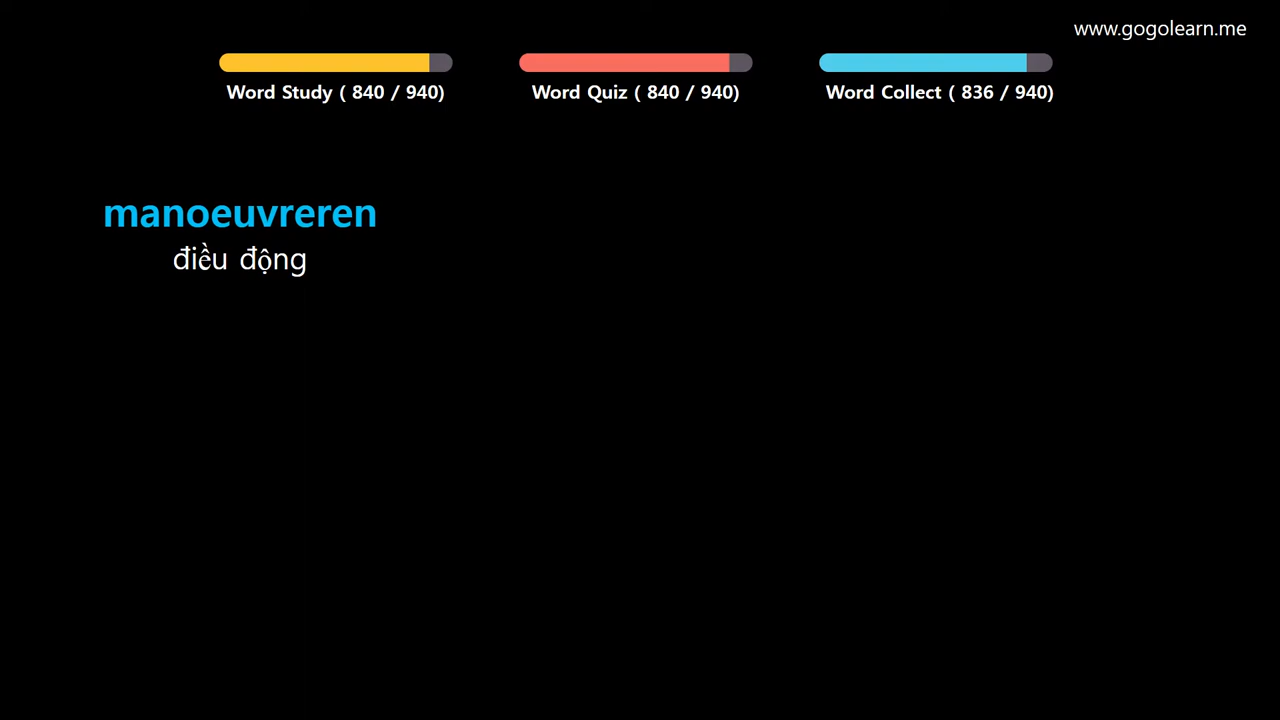 www.gogolearn.me
Word Study ( 840 / 940)
Word Quiz ( 840 / 940)
Word Collect ( 836 / 940)
manoeuvreren
điều động